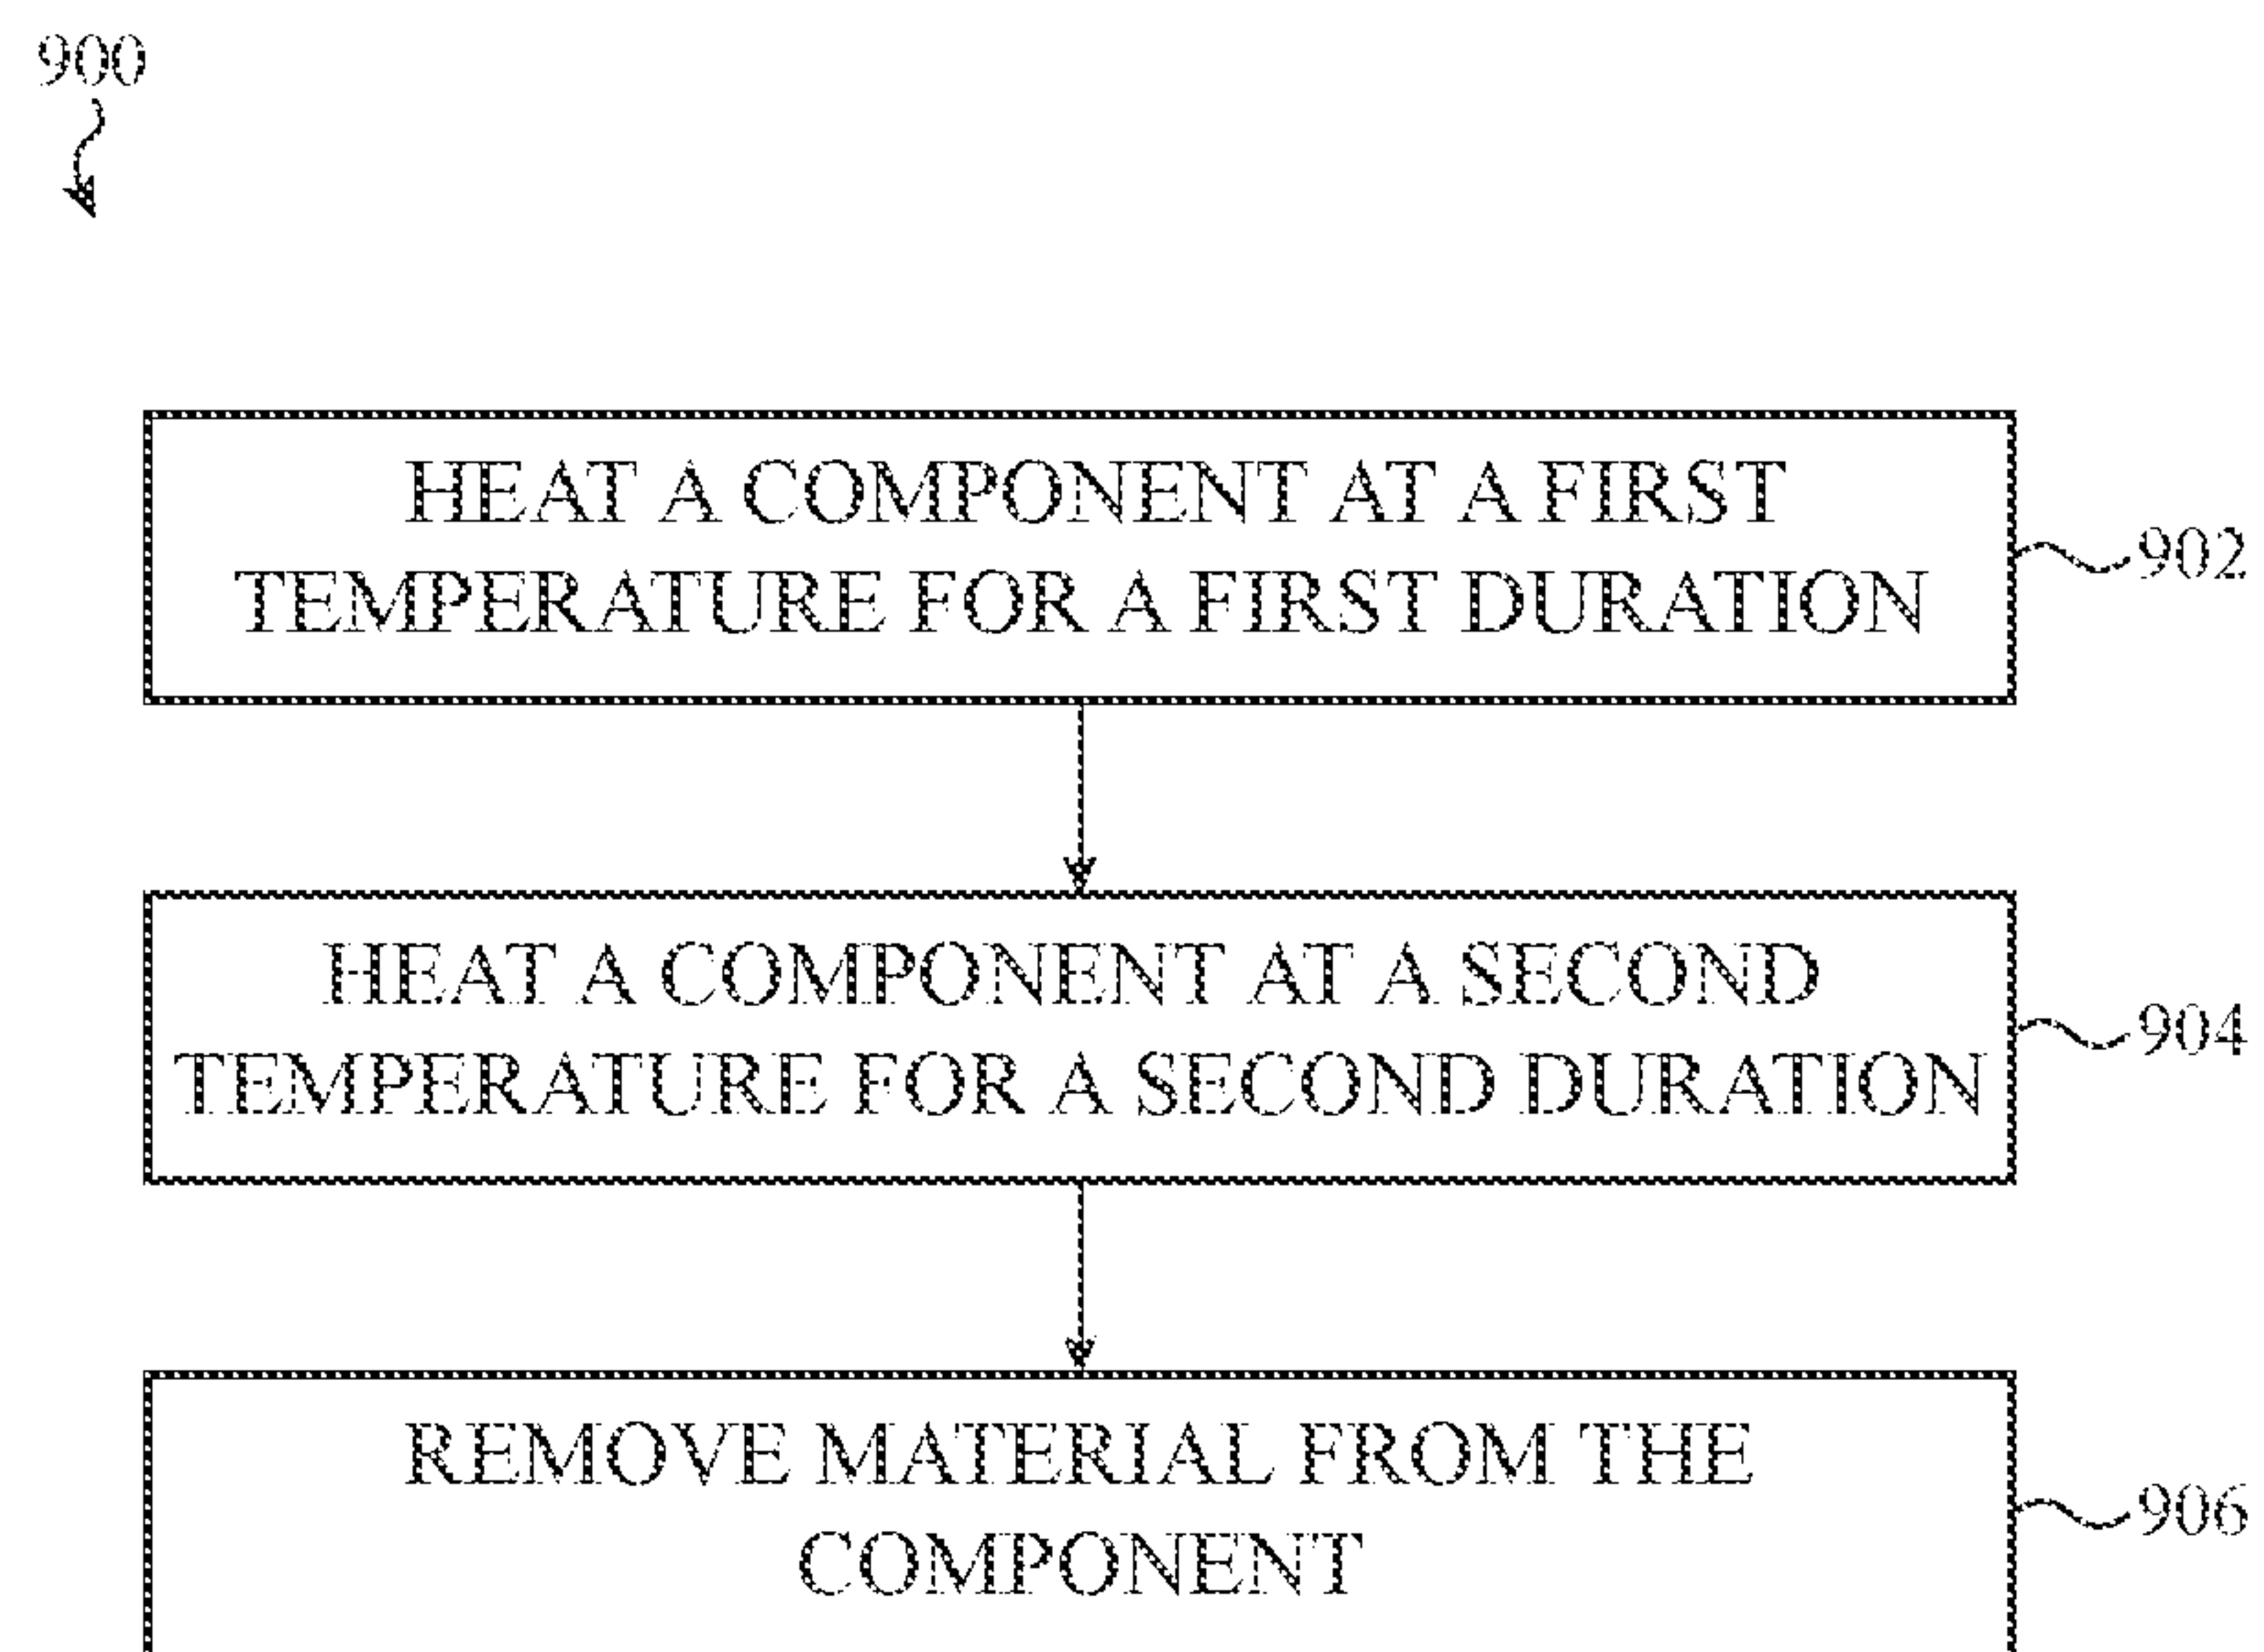 900
HEAT A COMPONENT AT A FIRST
TEMPERATURE FOR A FIRST DURATION
902
HEAT A COMPONENT AT A SECOND
TEMPERATURE FOR A SECOND DURATION
904
REMOVE MATERIAL FROM THE
COMPONENT
906